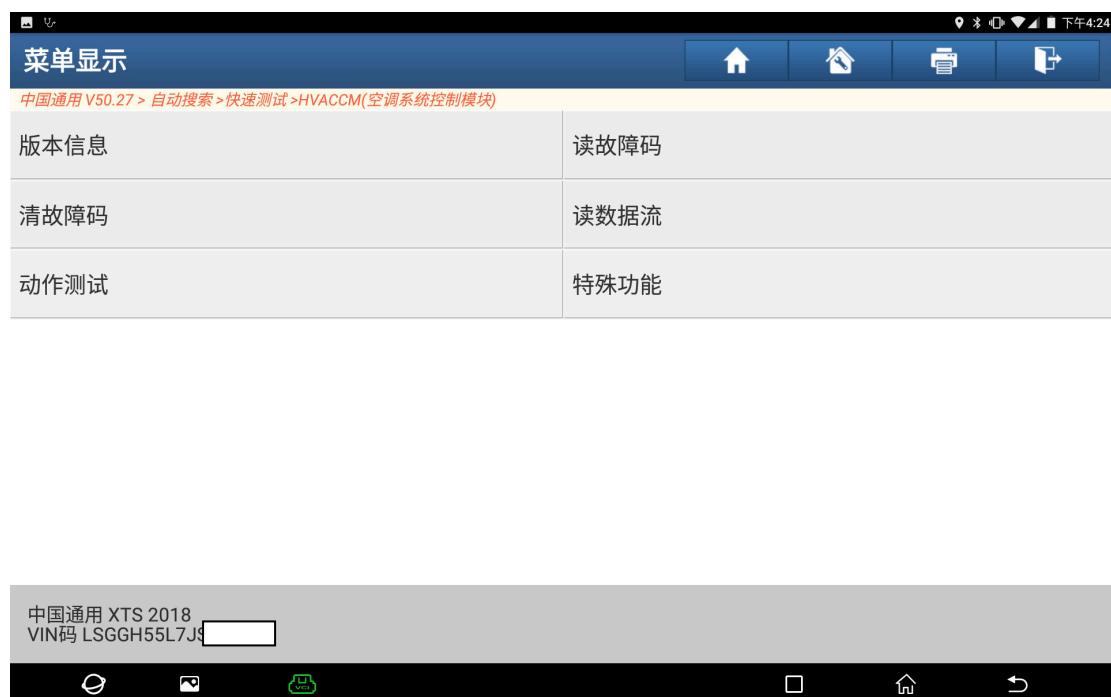 下午4:24
菜单显示
中国通用 V50.27 > 自动搜索 >快速测试 >HVACCM(空调系统控制模块)
版本信息
读故障码
清故障码
读数据流
动作测试
特殊功能
中国通用 XTS 2018
VIN码 LSGGH55L7JS
VCI